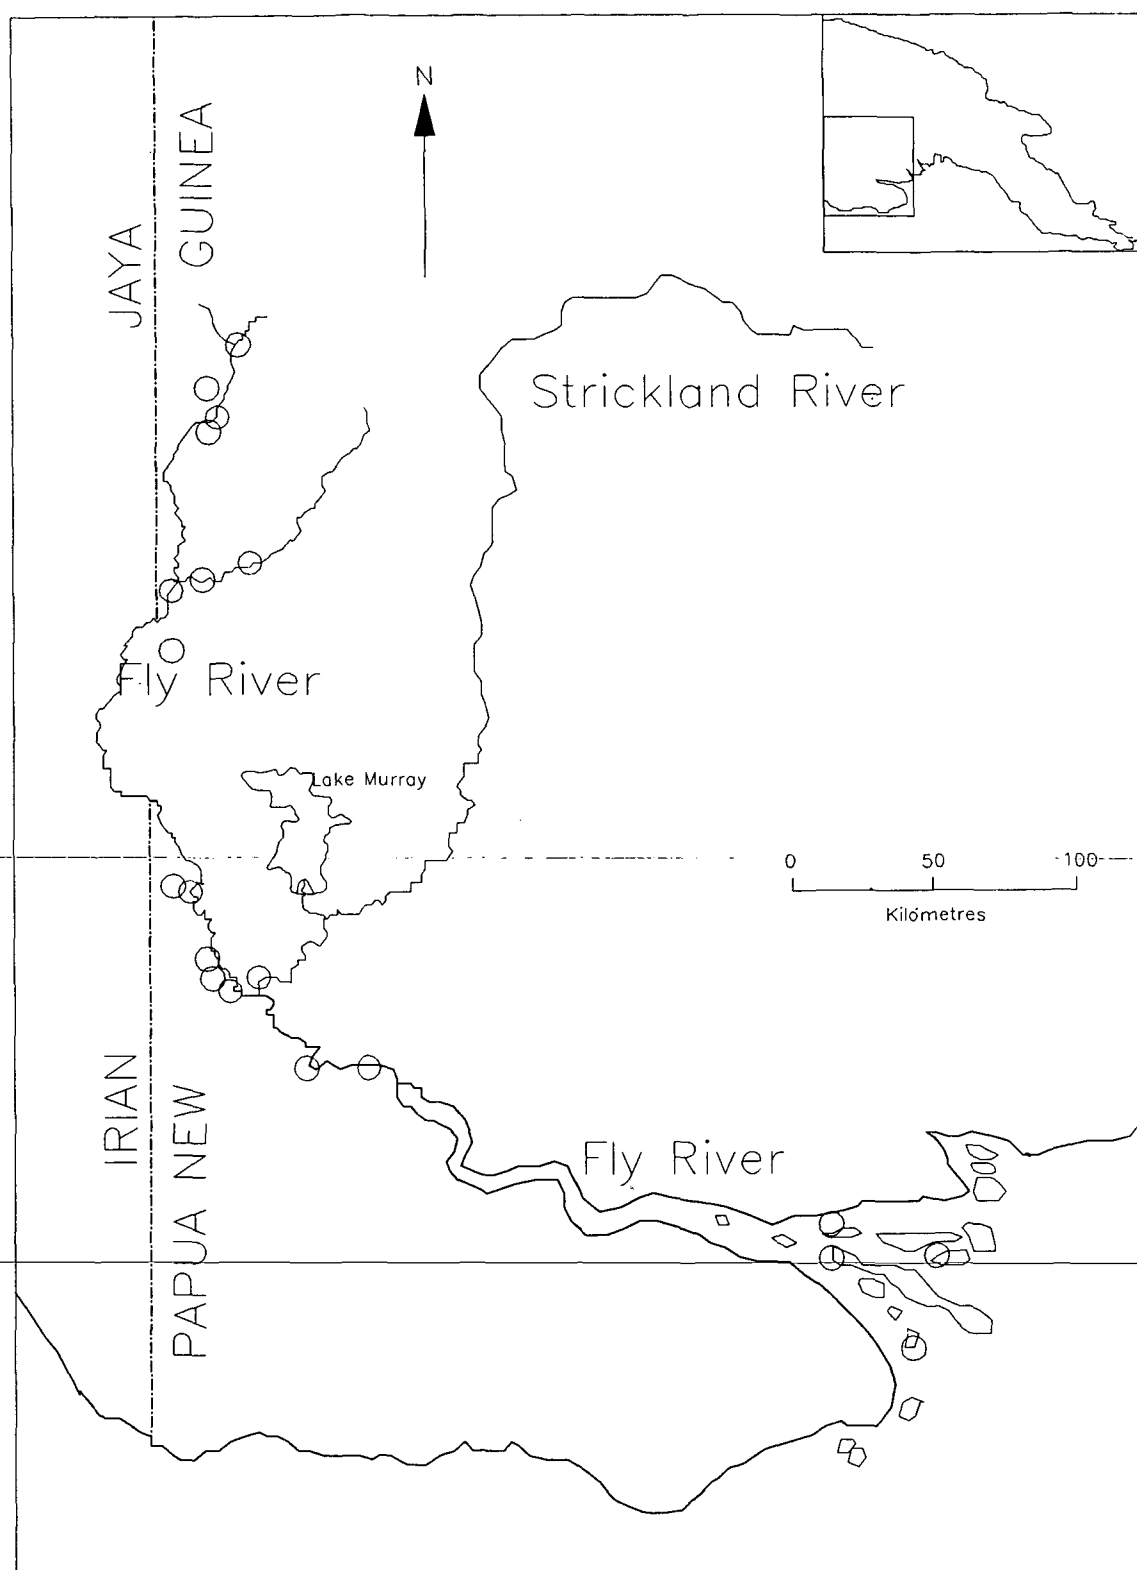 N
JAYA
GUINEA
Strickland River
Fly River
Lake Murray
0 50 100
Kilometres
IRIAN
PAPUA NEW
Fly River